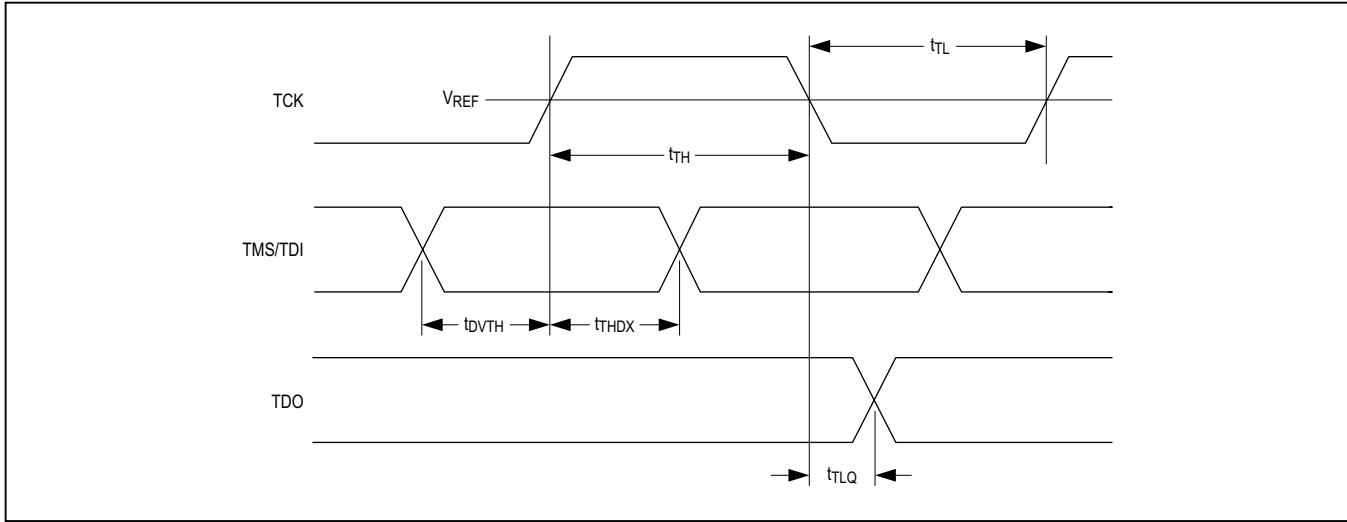 tTL
TCK
VREF
tTH
TMS/TDI
tDVTH
tTHDX
TDO
tTLQ